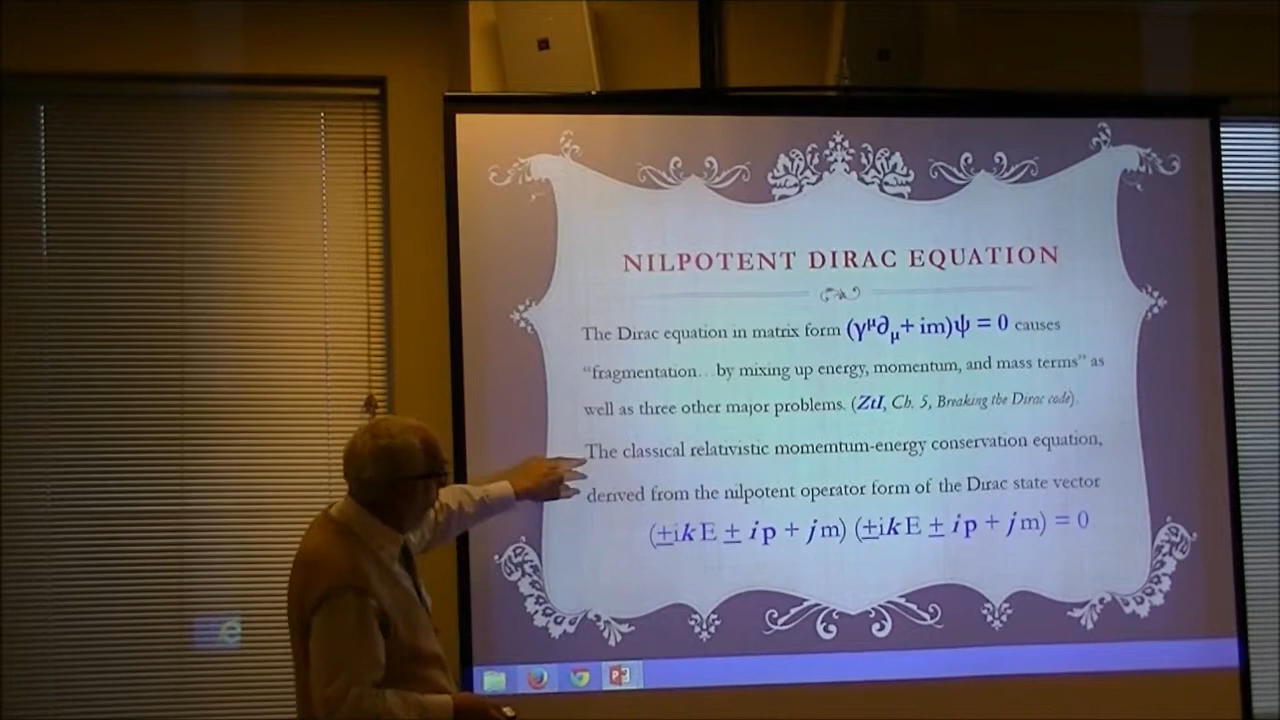 NILPOTENT DIRAC EQUATION
The Dirac equation in matrix form (γᵘ∂μ+ im)ψ = 0 causes
“fragmentation…by mixing up energy, momentum, and mass terms” as
well as three other major problems. (ZtI, Ch. 5, Breaking the Dirac code).
The classical relativistic momemtum-energy conservation equation,
derived from the nilpotent operator form of the Dirac state vector
(±ikE ± ip + jm) (±ikE ± ip + jm) = 0